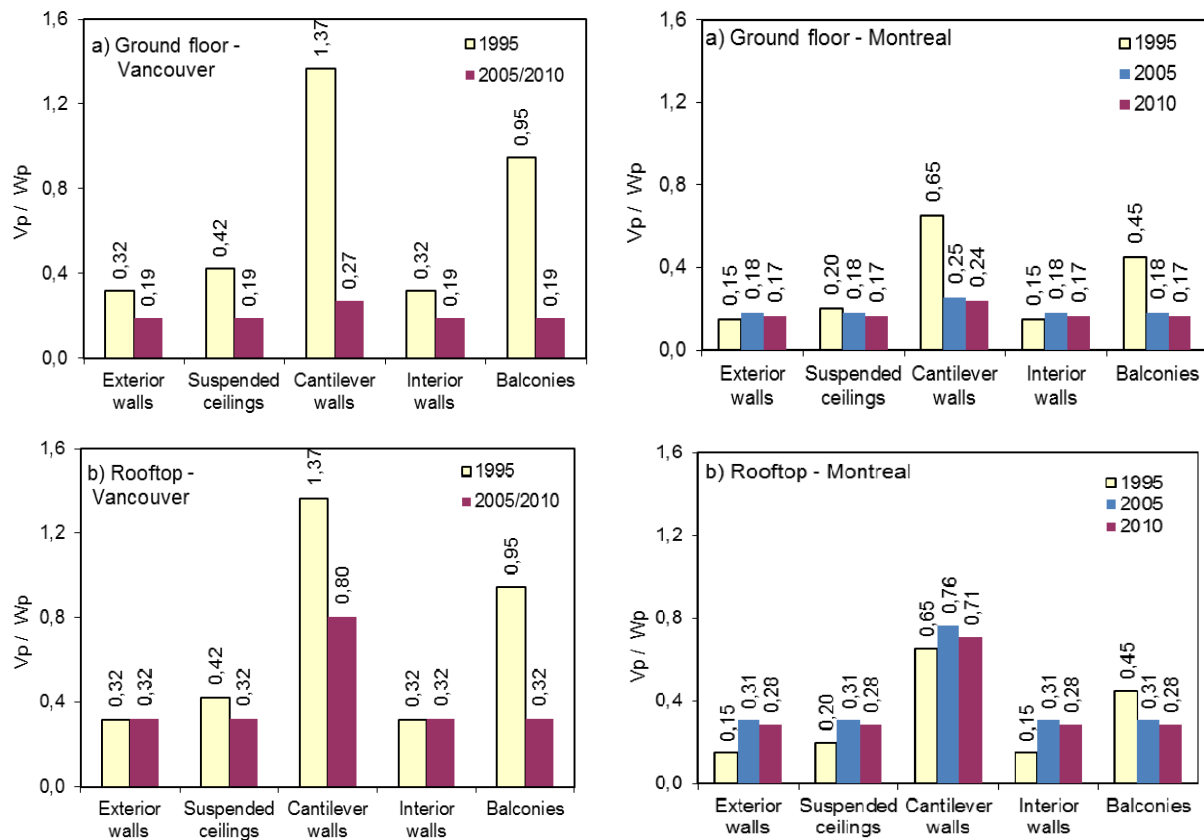 a) Ground floor -
Vancouver
1995
2005/2010
Vp / Wp
1,6
1,2
0,8
0,4
0,0
0,32
0,19
0,42
0,19
1,37
0,27
0,32
0,19
0,95
0,19
Exterior walls
Suspended ceilings
Cantilever walls
Interior walls
Balconies
a) Ground floor - Montreal
1995
2005
2010
Vp / Wp
1,6
1,2
0,8
0,4
0,0
0,15
0,18
0,17
0,20
0,18
0,17
0,65
0,25
0,24
0,15
0,18
0,17
0,45
0,18
0,17
Exterior walls
Suspended ceilings
Cantilever walls
Interior walls
Balconies
b) Rooftop -
Vancouver
1995
2005/2010
Vp / Wp
1,6
1,2
0,8
0,4
0,0
0,32
0,32
0,42
0,32
1,37
0,80
0,32
0,32
0,95
0,32
Exterior walls
Suspended ceilings
Cantilever walls
Interior walls
Balconies
b) Rooftop - Montreal
1995
2005
2010
Vp / Wp
1,6
1,2
0,8
0,4
0,0
0,15
0,31
0,28
0,20
0,31
0,28
0,65
0,76
0,71
0,15
0,31
0,28
0,45
0,31
0,28
Exterior walls
Suspended ceilings
Cantilever walls
Interior walls
Balconies